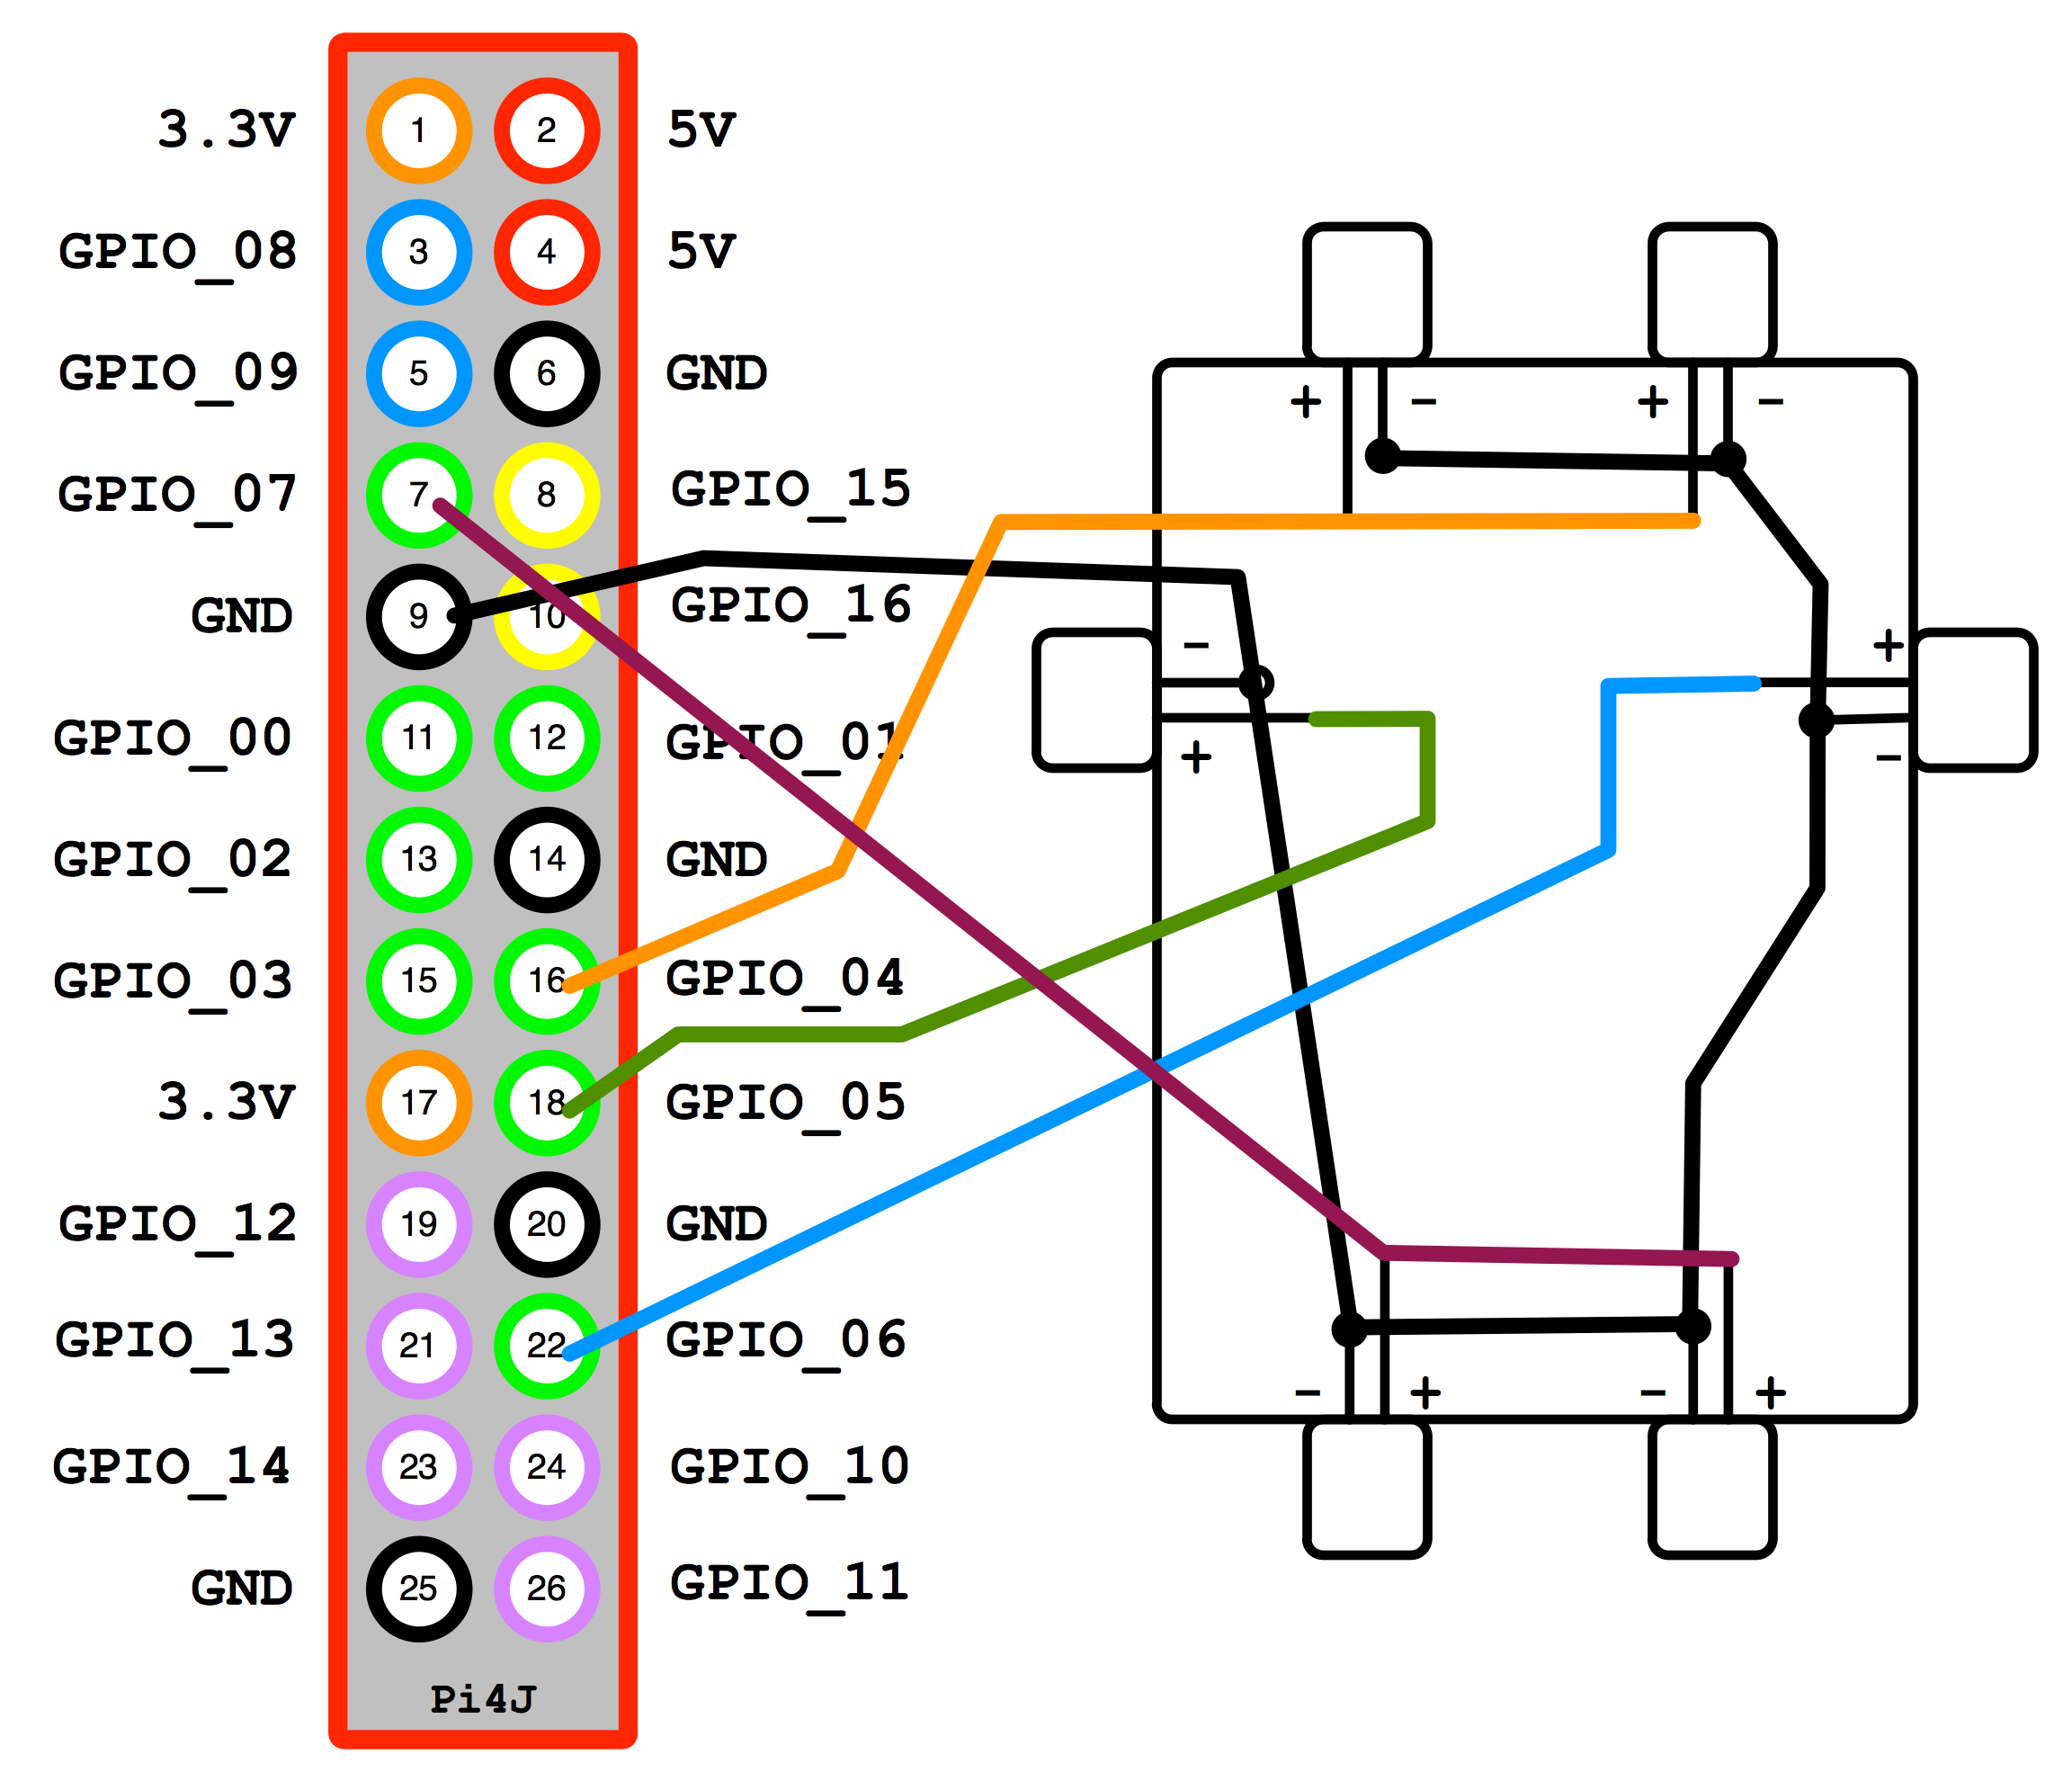 3.3V 1 2 5V
GPIO_08 3 4 5V
GPIO_09 5 6 GND
GPIO_07 7 8 GPIO_15
GND 9 10 GPIO_16
GPIO_00 11 12 GPIO_01
GPIO_02 13 14 GND
GPIO_03 15 16 GPIO_04
3.3V 17 18 GPIO_05
GPIO_12 19 20 GND
GPIO_13 21 22 GPIO_06
GPIO_14 23 24 GPIO_10
GND 25 26 GPIO_11
Pi4J
+ - + -
- +
+ -
- + - +